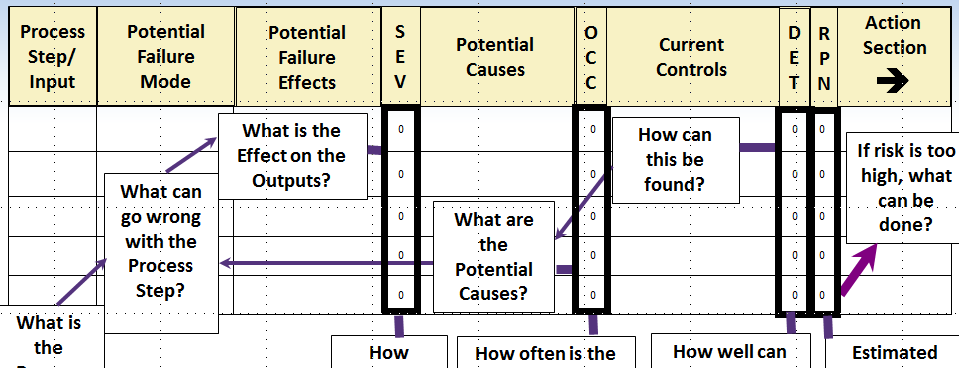 Process
Step/
Input
Potential
Failure
Mode
Potential
Failure
Effects
S
E
V
Potential
Causes
O
C
C
Current
Controls
D
E
T
R
P
N
Action
Section
0 0 0 0
0 0 0 0
0 0 0 0
0 0 0 0
0 0 0 0
What is the
Effect on the
Outputs?
How can
this be
found?
If risk is too
high, what
can be
done?
What can
go wrong
with the
Process
Step?
What are
the
Potential
Causes?
What is
the
How
How often is the
How well can
Estimated